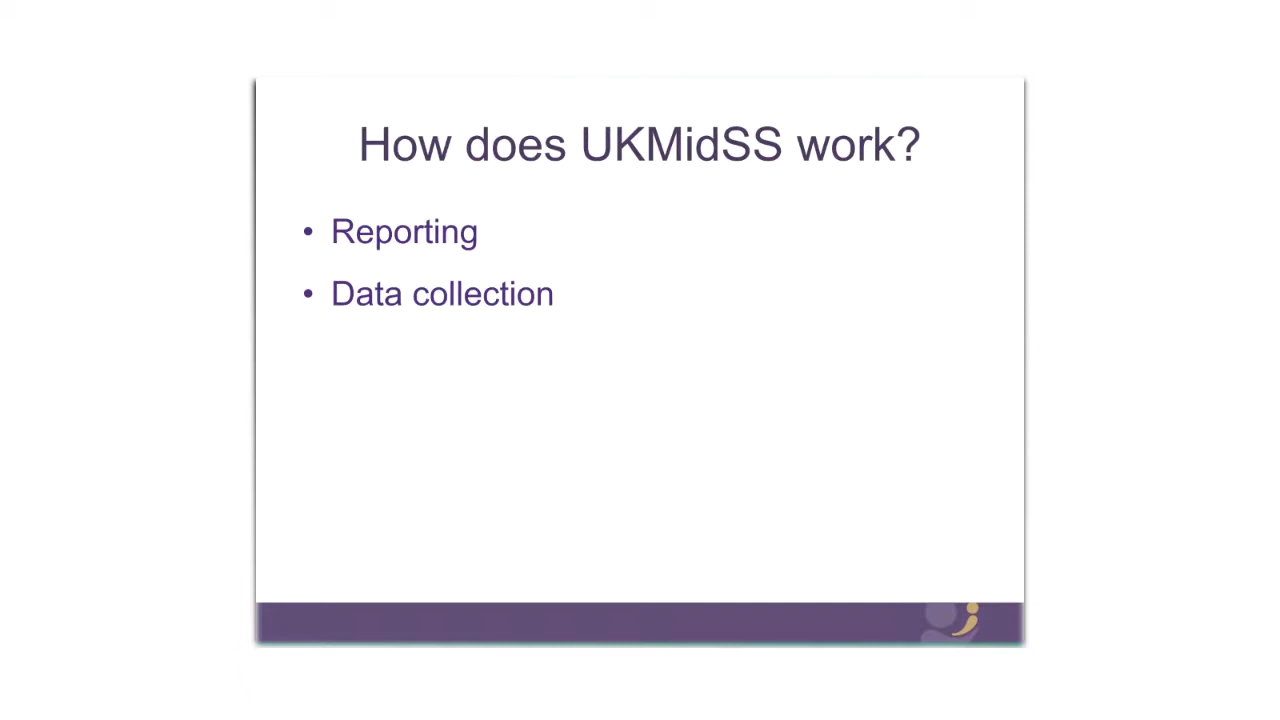 How does UKMidSS work?
• Reporting
• Data collection